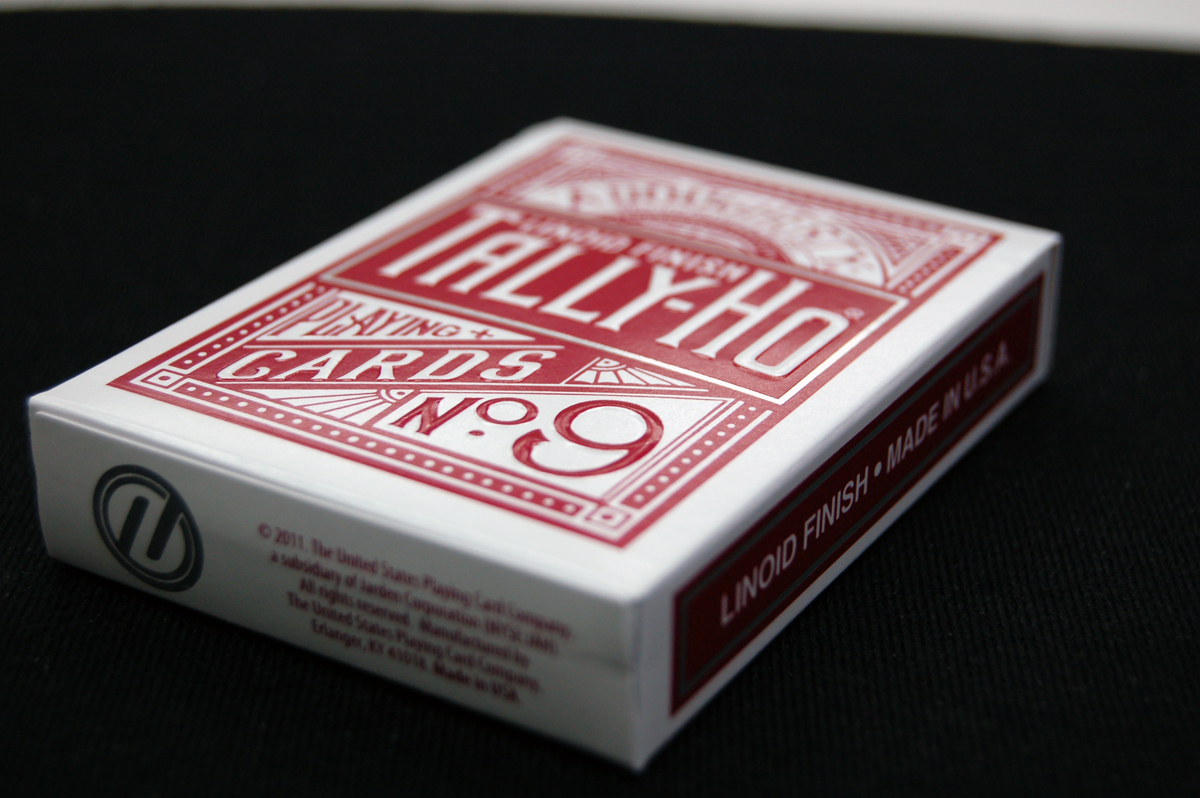 LINOID FINISH
TALLY-HO®
PLAYING +
CARDS
No. 9
© 2011. The United States Playing Card Company,
a subsidiary of Jarden Corporation (NYSE: JAH)
All rights reserved. Manufactured by
The United States Playing Card Company,
Erlanger, KY 41018. Made in USA
LINOID FINISH • MADE IN U.S.A.